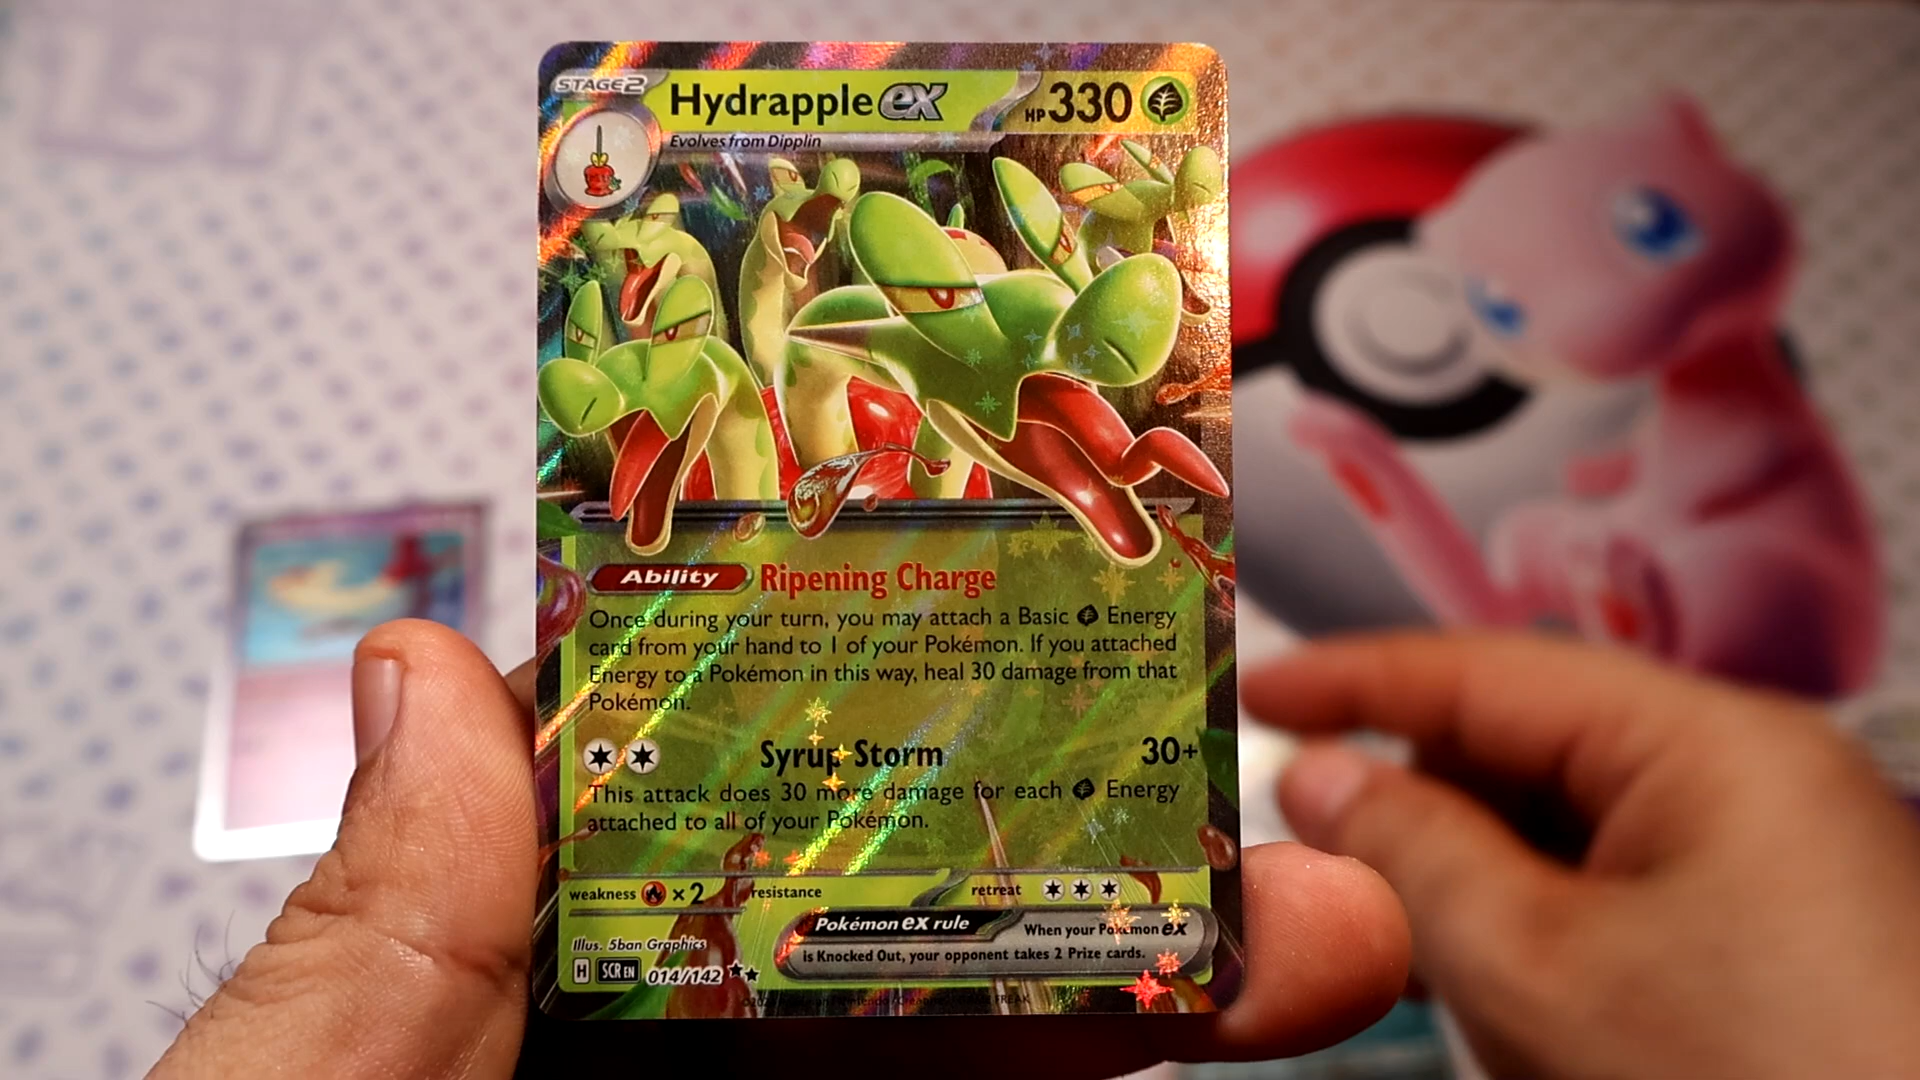 STAGE2
Hydrapple ex
HP 330
Evolves from Dipplin
Ability Ripening Charge
Once during your turn, you may attach a Basic Energy
card from your hand to 1 of your Pokémon. If you attached
Energy to a Pokémon in this way, heal 30 damage from that
Pokémon.
Syrup Storm 30+
This attack does 30 more damage for each Energy
attached to all of your Pokémon.
weakness ×2 resistance retreat
Pokémon ex rule
When your Pokémon ex
is Knocked Out, your opponent takes 2 Prize cards.
Illus. 5ban Graphics
H SCR EN 014/142